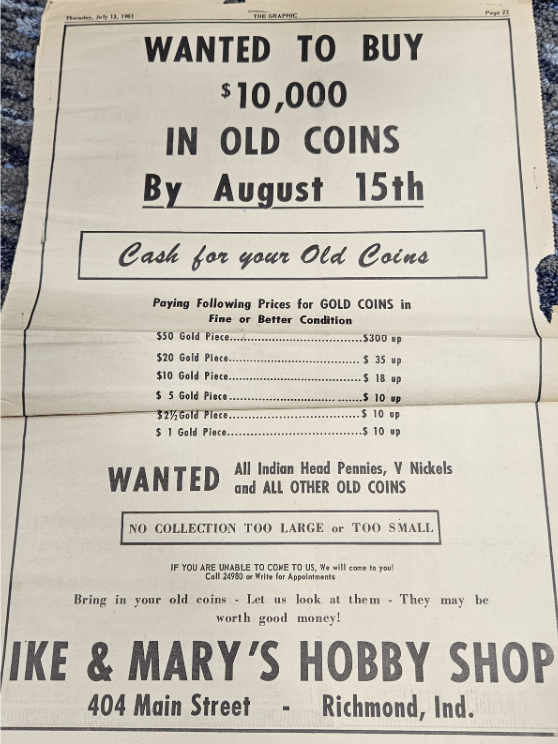 Thursday, July 13, 1961 THE GRAPHIC Page 23
WANTED TO BUY
$10,000
IN OLD COINS
By August 15th
Cash for your Old Coins
Paying Following Prices for GOLD COINS in
Fine or Better Condition
$50 Gold Piece......................................$300 up
$20 Gold Piece......................................$ 35 up
$10 Gold Piece......................................$ 18 up
$ 5 Gold Piece......................................$ 10 up
$2½ Gold Piece......................................$ 10 up
$ 1 Gold Piece......................................$ 10 up
WANTED All Indian Head Pennies, V Nickels
and ALL OTHER OLD COINS
NO COLLECTION TOO LARGE or TOO SMALL
IF YOU ARE UNABLE TO COME TO US, We will come to you!
Call 24980 or Write for Appointments
Bring in your old coins - Let us look at them - They may be
worth good money!
IKE & MARY'S HOBBY SHOP
404 Main Street - Richmond, Ind.